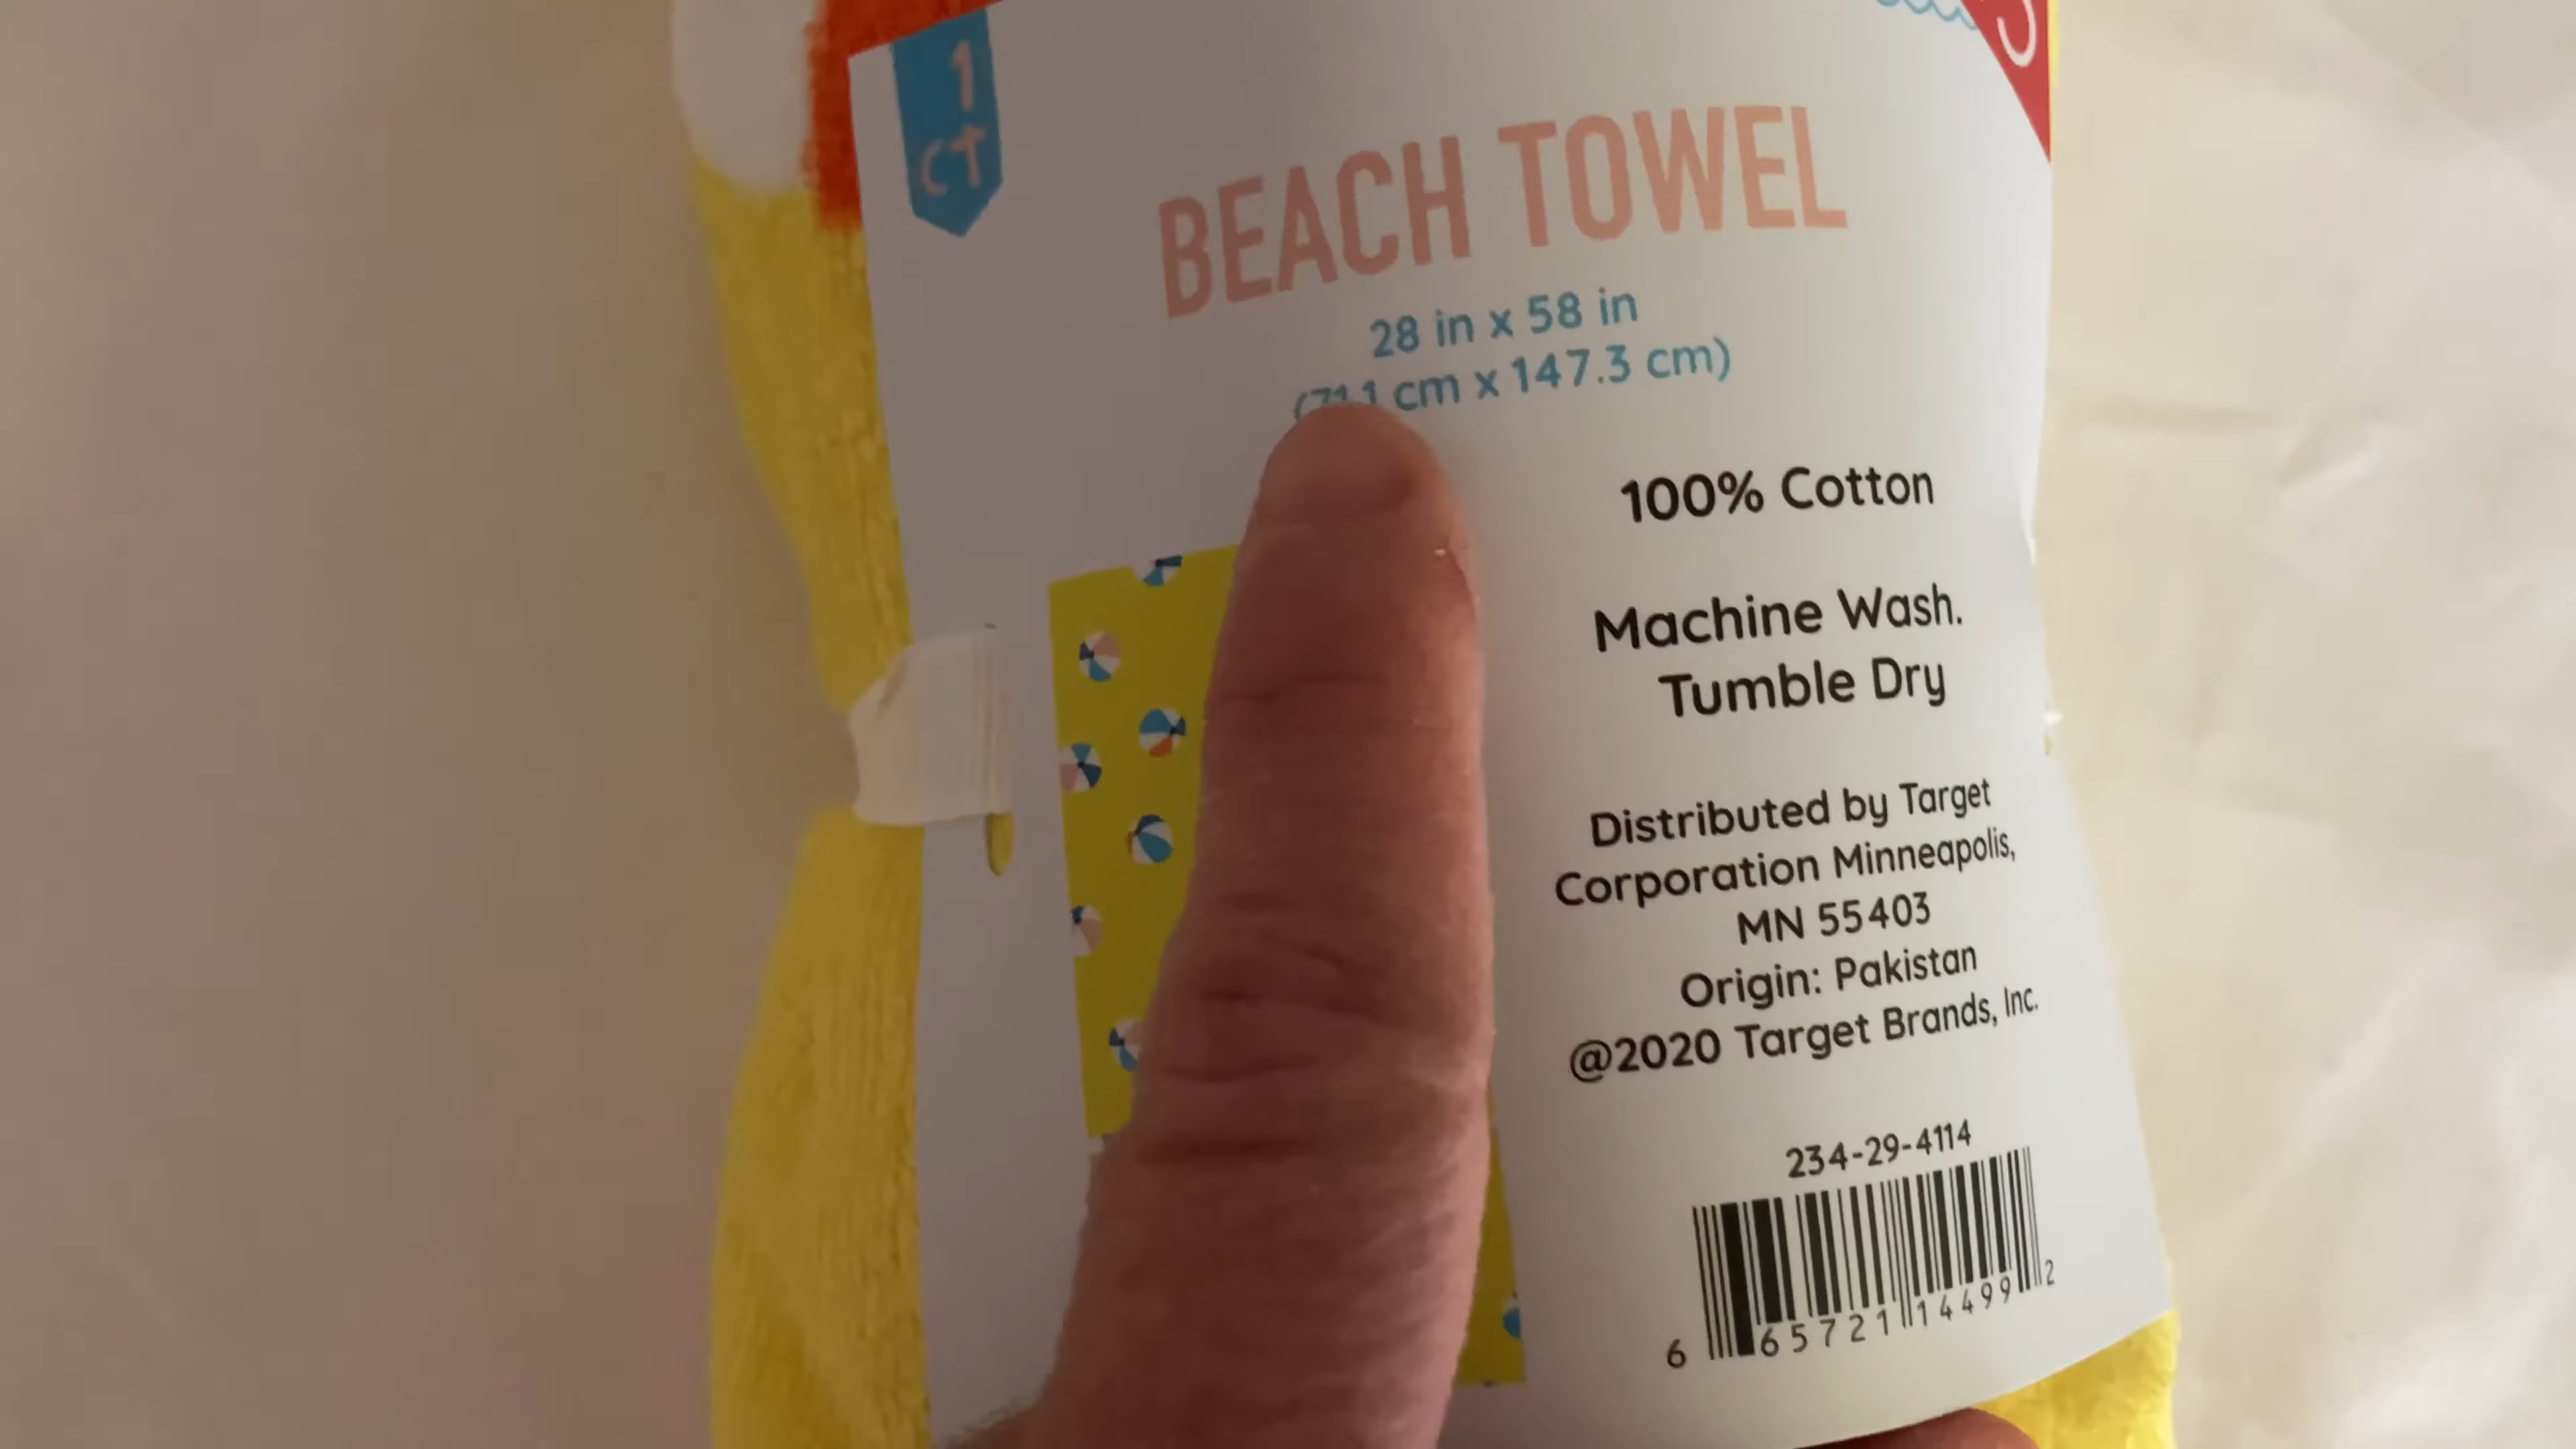 1
CT
BEACH TOWEL
28 in x 58 in
(71.1 cm x 147.3 cm)
100% Cotton
Machine Wash.
Tumble Dry
Distributed by Target
Corporation Minneapolis,
MN 55403
Origin: Pakistan
@2020 Target Brands, Inc.
234-29-4114
6 65721 14499 2